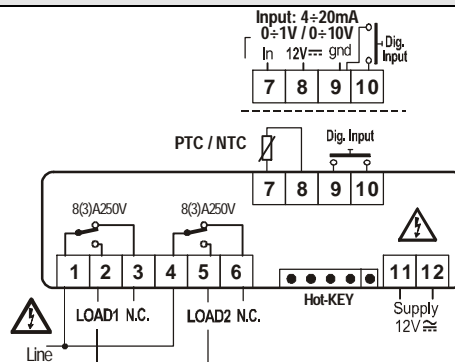 Input: 4÷20mA
0÷1V / 0÷10V
In 12V⎓ gnd
Dig.
Input
7 8 9 10
PTC / NTC
Dig. Input
7 8 9 10
8(3)A250V 8(3)A250V
1 2 3 4 5 6
11 12
LOAD1 N.C. LOAD2 N.C.
Hot-KEY
Supply
12V≂
Line